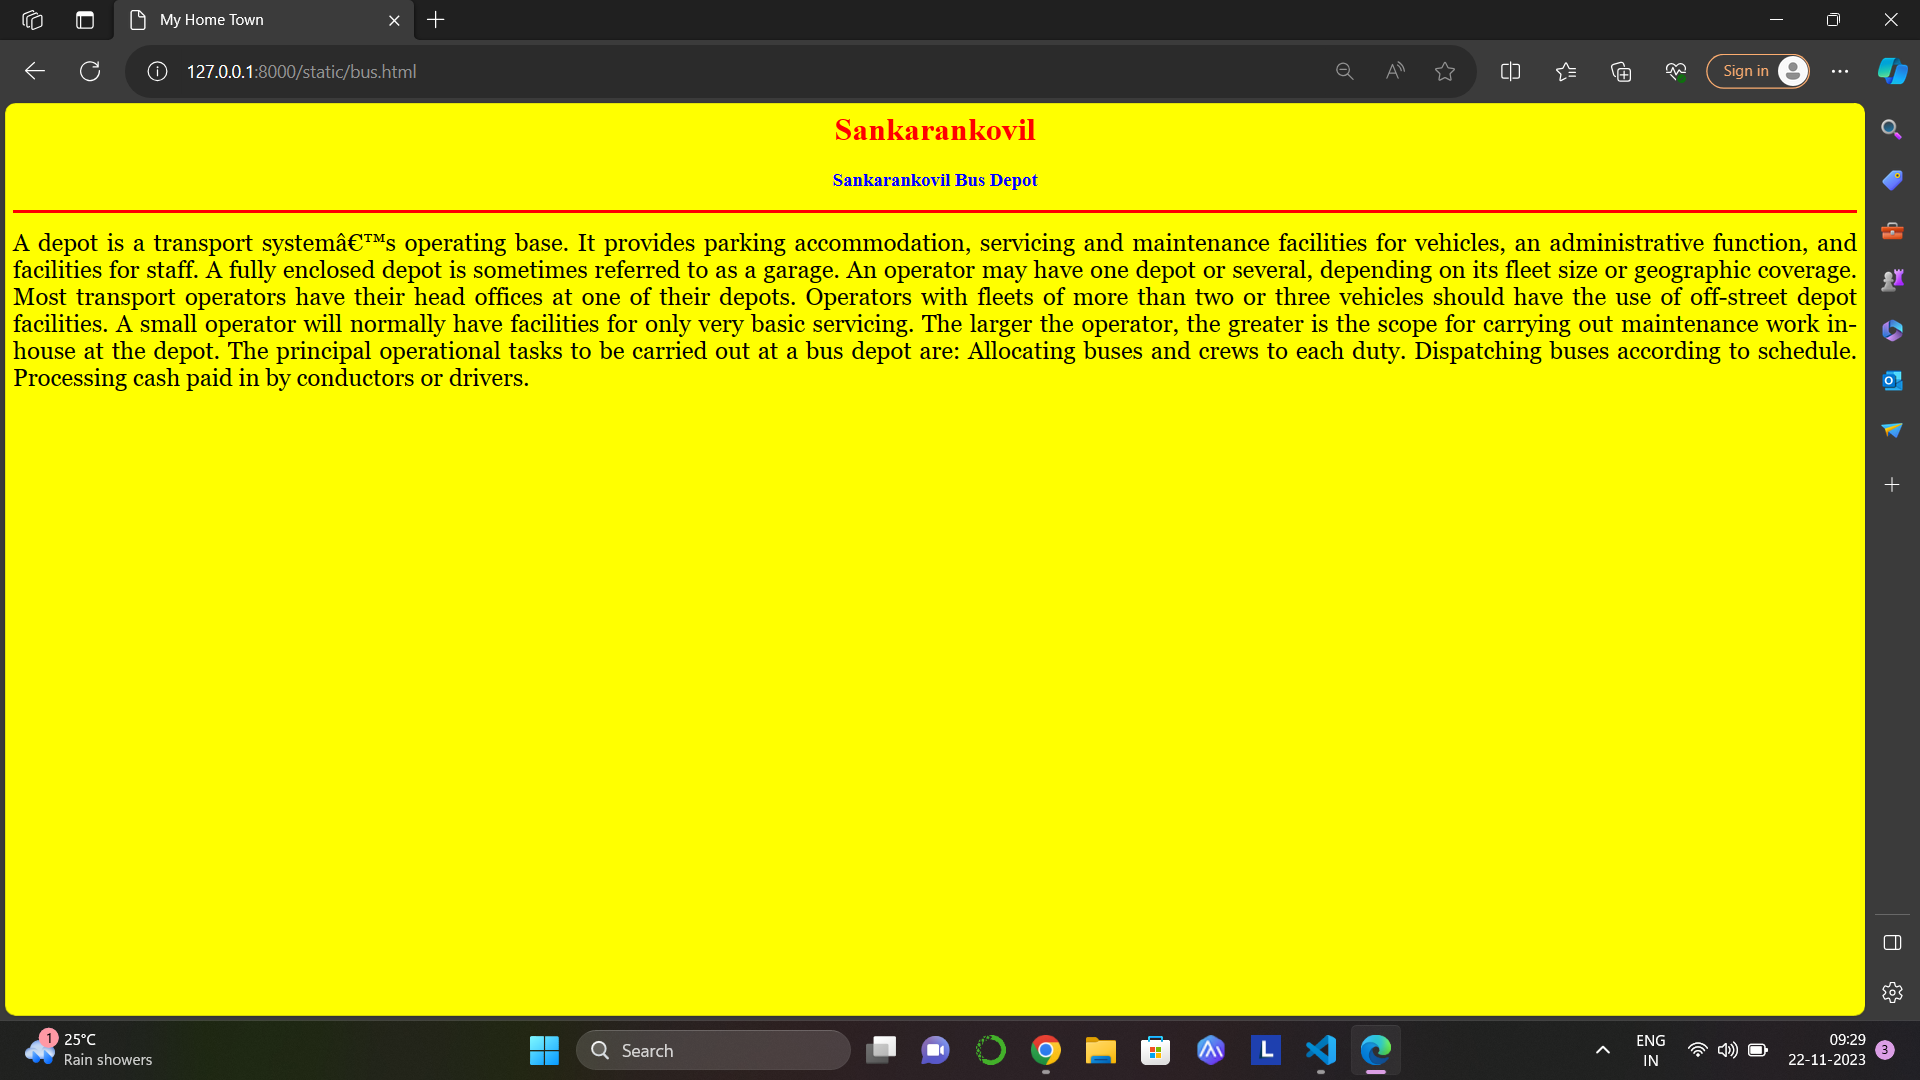 My Home Town
127.0.0.1:8000/static/bus.html
Sign in
Sankarankovil
Sankarankovil Bus Depot
A depot is a transport systemâ€™s operating base. It provides parking accommodation, servicing and maintenance facilities for vehicles, an administrative function, and
facilities for staff. A fully enclosed depot is sometimes referred to as a garage. An operator may have one depot or several, depending on its fleet size or geographic coverage.
Most transport operators have their head offices at one of their depots. Operators with fleets of more than two or three vehicles should have the use of off-street depot
facilities. A small operator will normally have facilities for only very basic servicing. The larger the operator, the greater is the scope for carrying out maintenance work in-
house at the depot. The principal operational tasks to be carried out at a bus depot are: Allocating buses and crews to each duty. Dispatching buses according to schedule.
Processing cash paid in by conductors or drivers.
1
25°C
Rain showers
Search
L
ENG
IN
09:29
22-11-2023
3